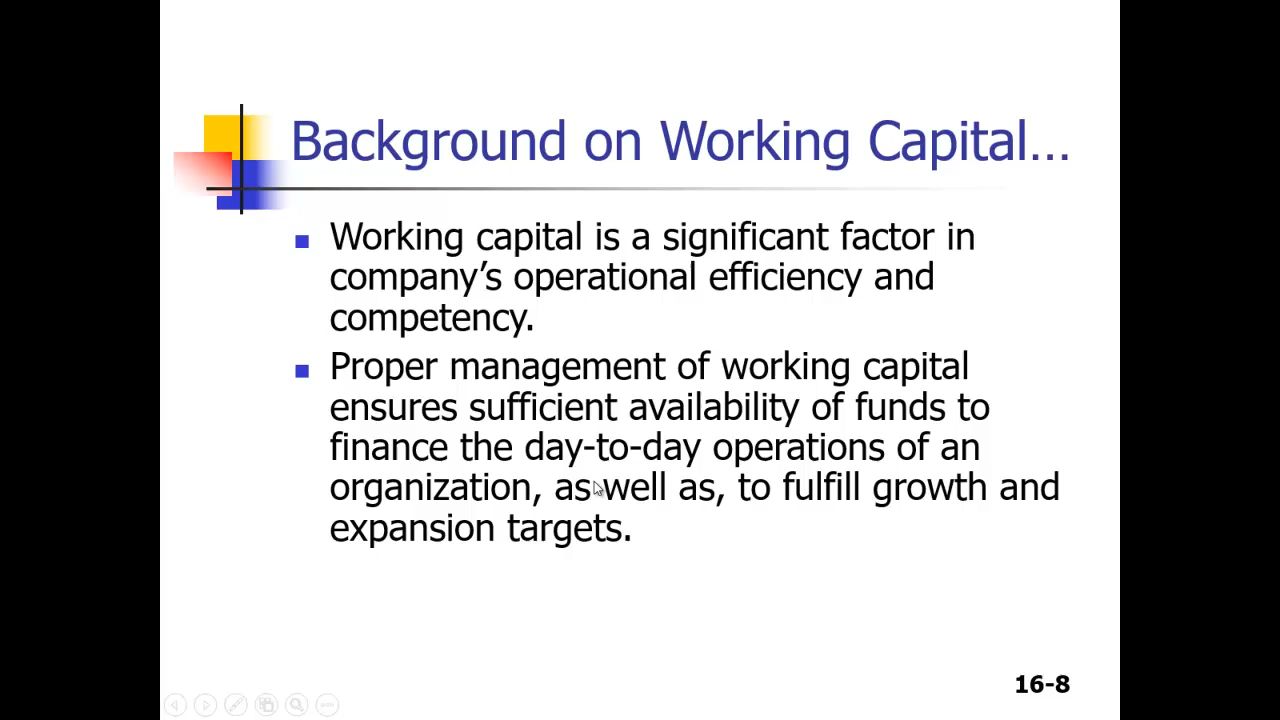 Background on Working Capital...
Working capital is a significant factor in
company's operational efficiency and
competency.
Proper management of working capital
ensures sufficient availability of funds to
finance the day-to-day operations of an
organization, as well as, to fulfill growth and
expansion targets.
16-8